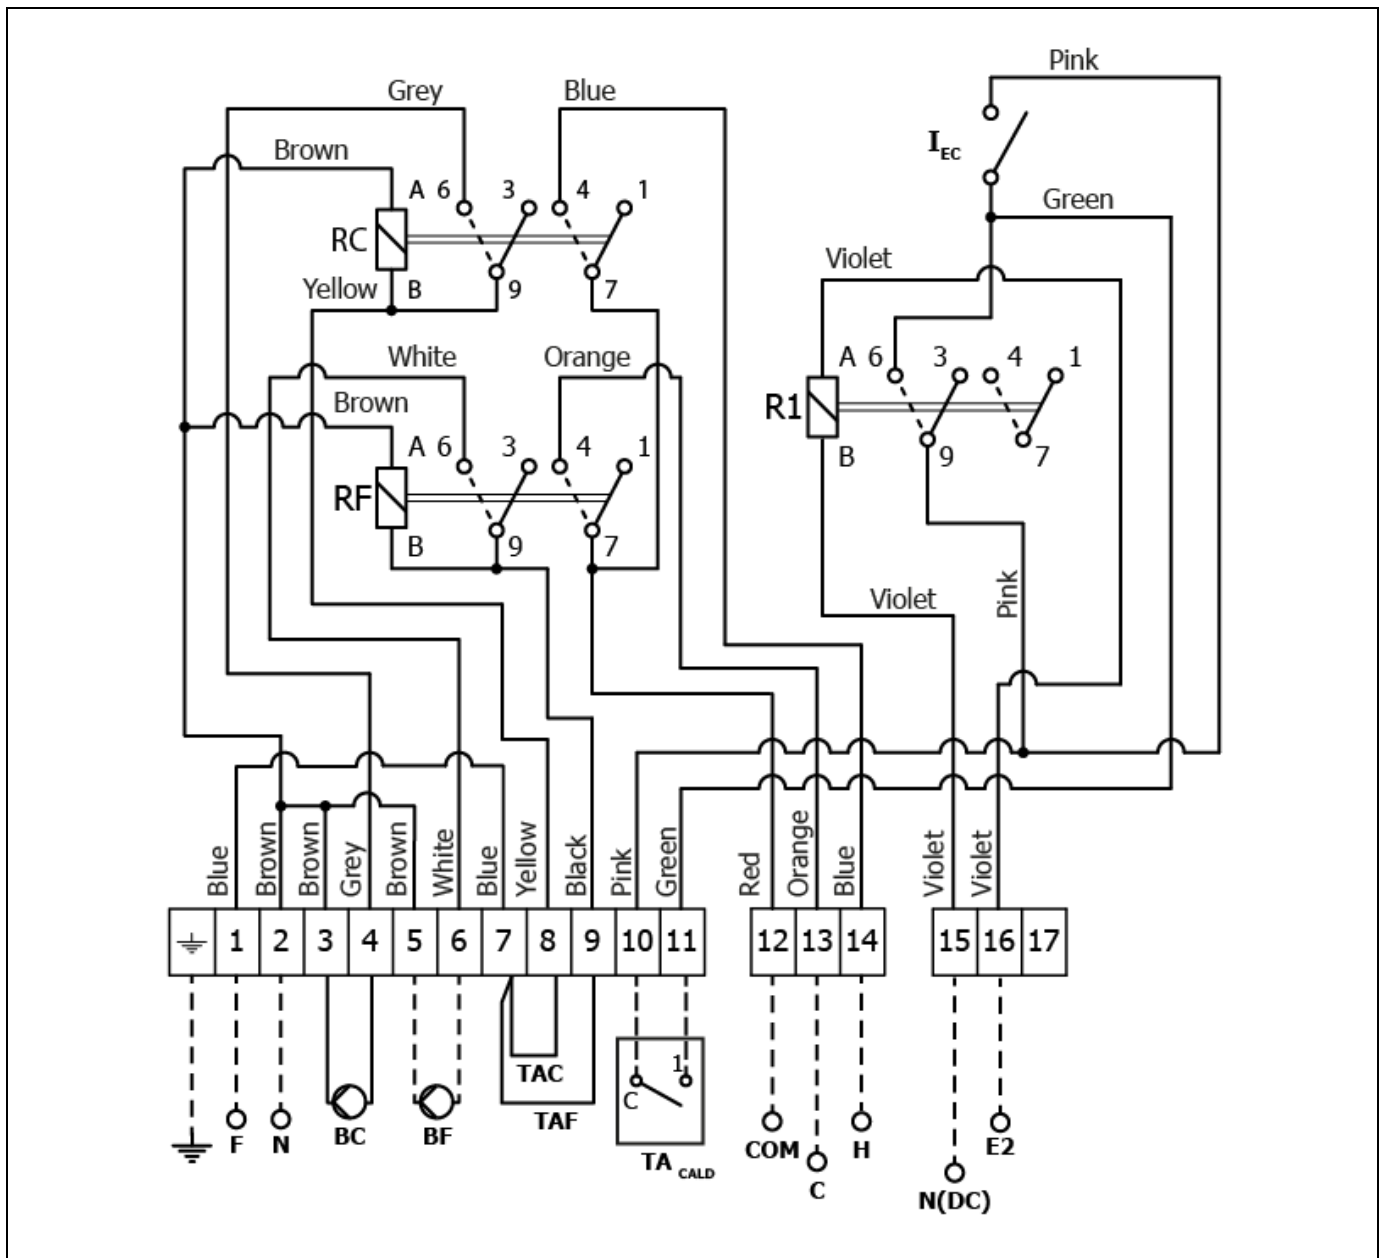 Pink
Grey Blue
I EC
Brown
Green
A 6 3 4 1
RC
Violet
Yellow B 9 7
White Orange
A 6 3 4 1
Brown
R1
A 6 3 4 1
B 9 7
RF
B 9 7
Pink
Violet
Blue Brown Brown Grey Brown White Blue Yellow Black Pink Green Red Orange Blue Violet Violet
1 2 3 4 5 6 7 8 9 10 11 12 13 14 15 16 17
TAC
C 1
F N BC BF TAF
COM H E2
TA CALD
C N(DC)